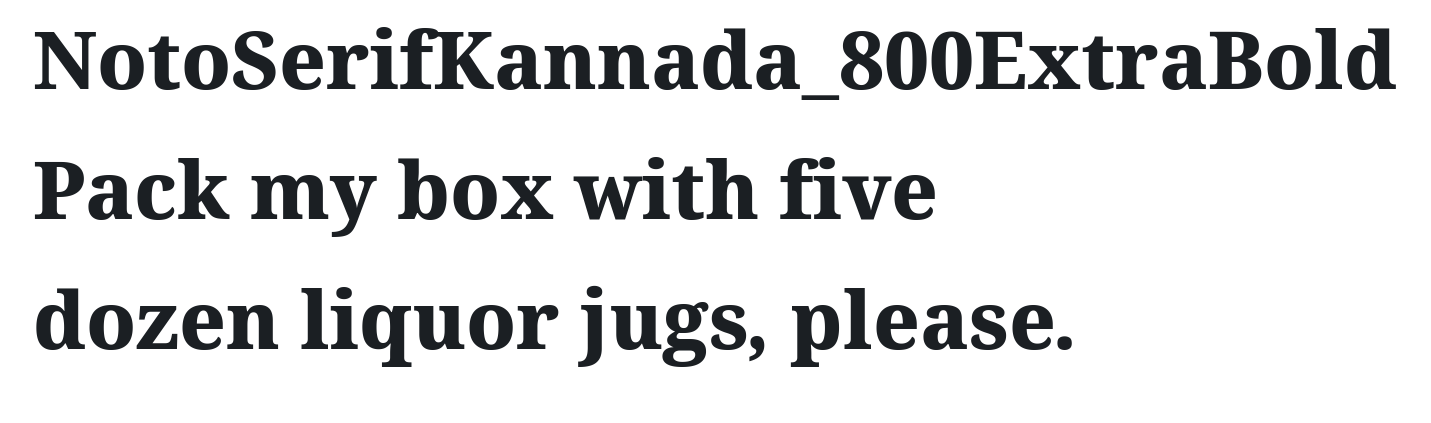 NotoSerifKannada_800ExtraBold
Pack my box with five
dozen liquor jugs, please.